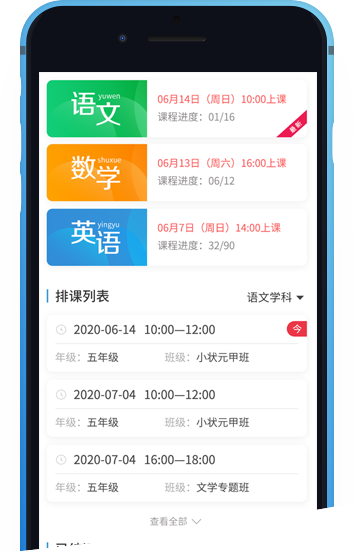 语文
yuwen
06月14日（周日）10:00上课
课程进度：01/16
最新
数学
shuxue
06月13日（周六）16:00上课
课程进度：06/12
英语
yingyu
06月7日（周日）14:00上课
课程进度：32/90
排课列表 语文学科
2020-06-14 10:00—12:00 今
年级：五年级 班级：小状元甲班
2020-07-04 10:00—12:00
年级：五年级 班级：小状元甲班
2020-07-04 16:00—18:00
年级：五年级 班级：文学专题班
查看全部